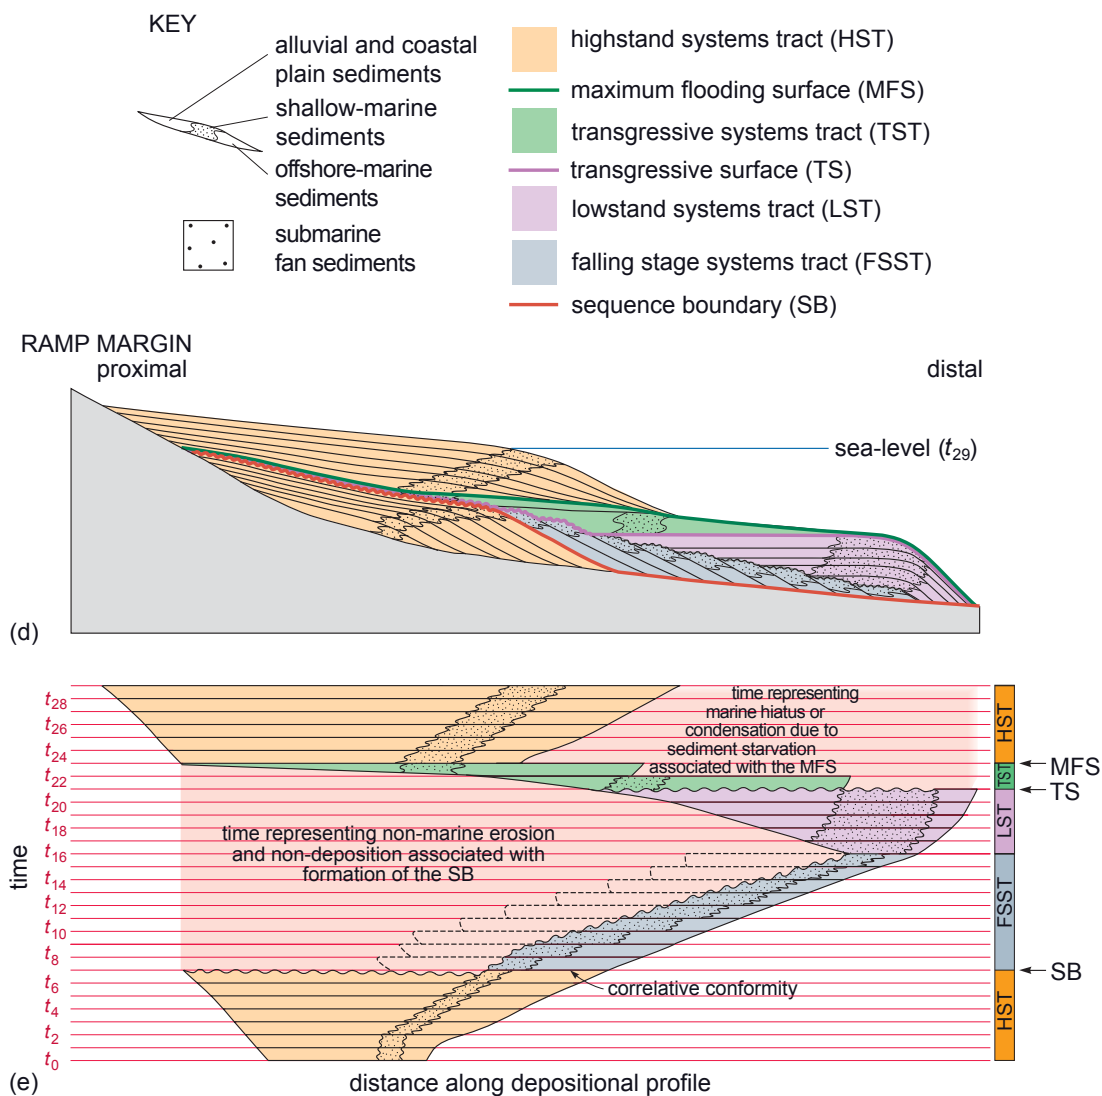 KEY
alluvial and coastal
plain sediments
shallow-marine
sediments
offshore-marine
sediments
submarine
fan sediments
highstand systems tract (HST)
maximum flooding surface (MFS)
transgressive systems tract (TST)
transgressive surface (TS)
lowstand systems tract (LST)
falling stage systems tract (FSST)
sequence boundary (SB)
RAMP MARGIN
proximal
distal
sea-level (t29)
(d)
time
t28
t26
t24
t22
t20
t18
t16
t14
t12
t10
t8
t6
t4
t2
t0
time representing
marine hiatus or
condensation due to
sediment starvation
associated with the MFS
time representing non-marine erosion
and non-deposition associated with
formation of the SB
correlative conformity
HST
TST
LST
FSST
HST
MFS
TS
SB
(e)
distance along depositional profile